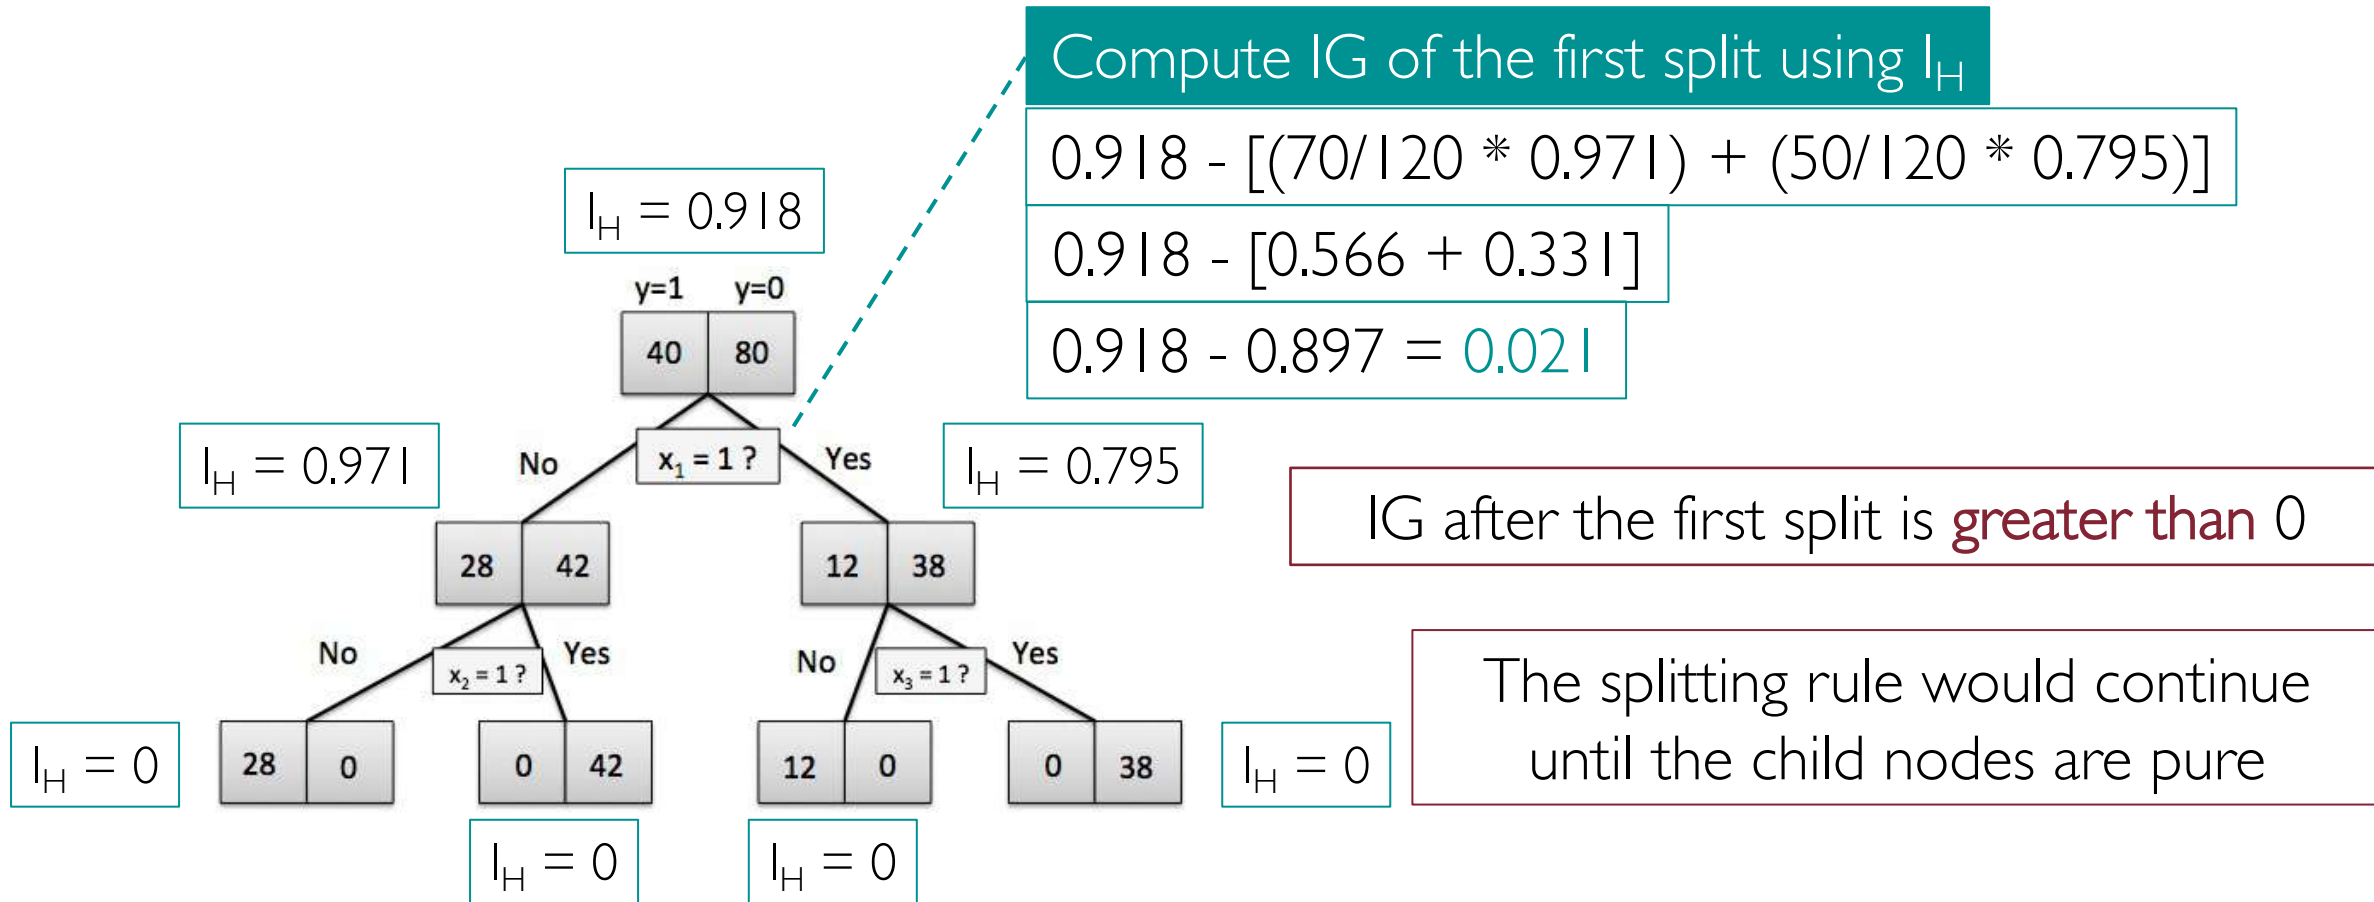 Compute IG of the first split using I_H
0.918 - [(70/120 * 0.971) + (50/120 * 0.795)]
0.918 - [0.566 + 0.331]
0.918 - 0.897 = 0.021
I_H = 0.918
y=1 y=0
40 80
I_H = 0.971
No
x₁ = 1 ?
Yes
I_H = 0.795
28 42
12 38
IG after the first split is greater than 0
No
x₂ = 1 ?
Yes
No
x₃ = 1 ?
Yes
The splitting rule would continue
until the child nodes are pure
I_H = 0
28 0
0 42
12 0
0 38
I_H = 0
I_H = 0
I_H = 0